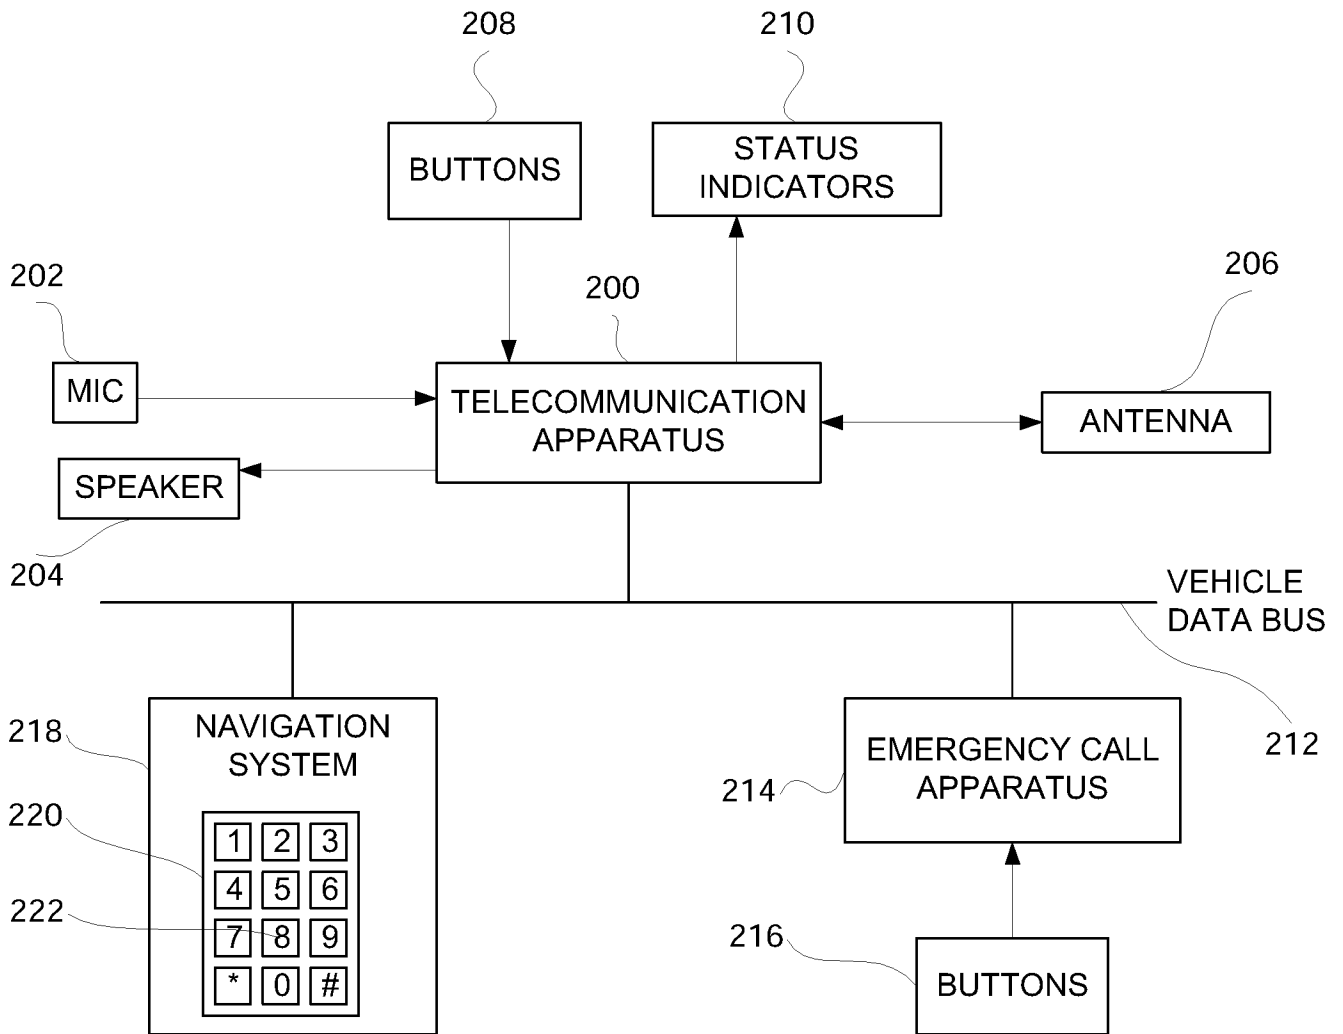 208
210
BUTTONS
STATUS
INDICATORS
202
200
206
MIC
TELECOMMUNICATION
APPARATUS
ANTENNA
SPEAKER
204
VEHICLE
DATA BUS
218
NAVIGATION
SYSTEM
212
EMERGENCY CALL
APPARATUS
214
220
1 2 3
4 5 6
222
7 8 9
* 0 #
216
BUTTONS